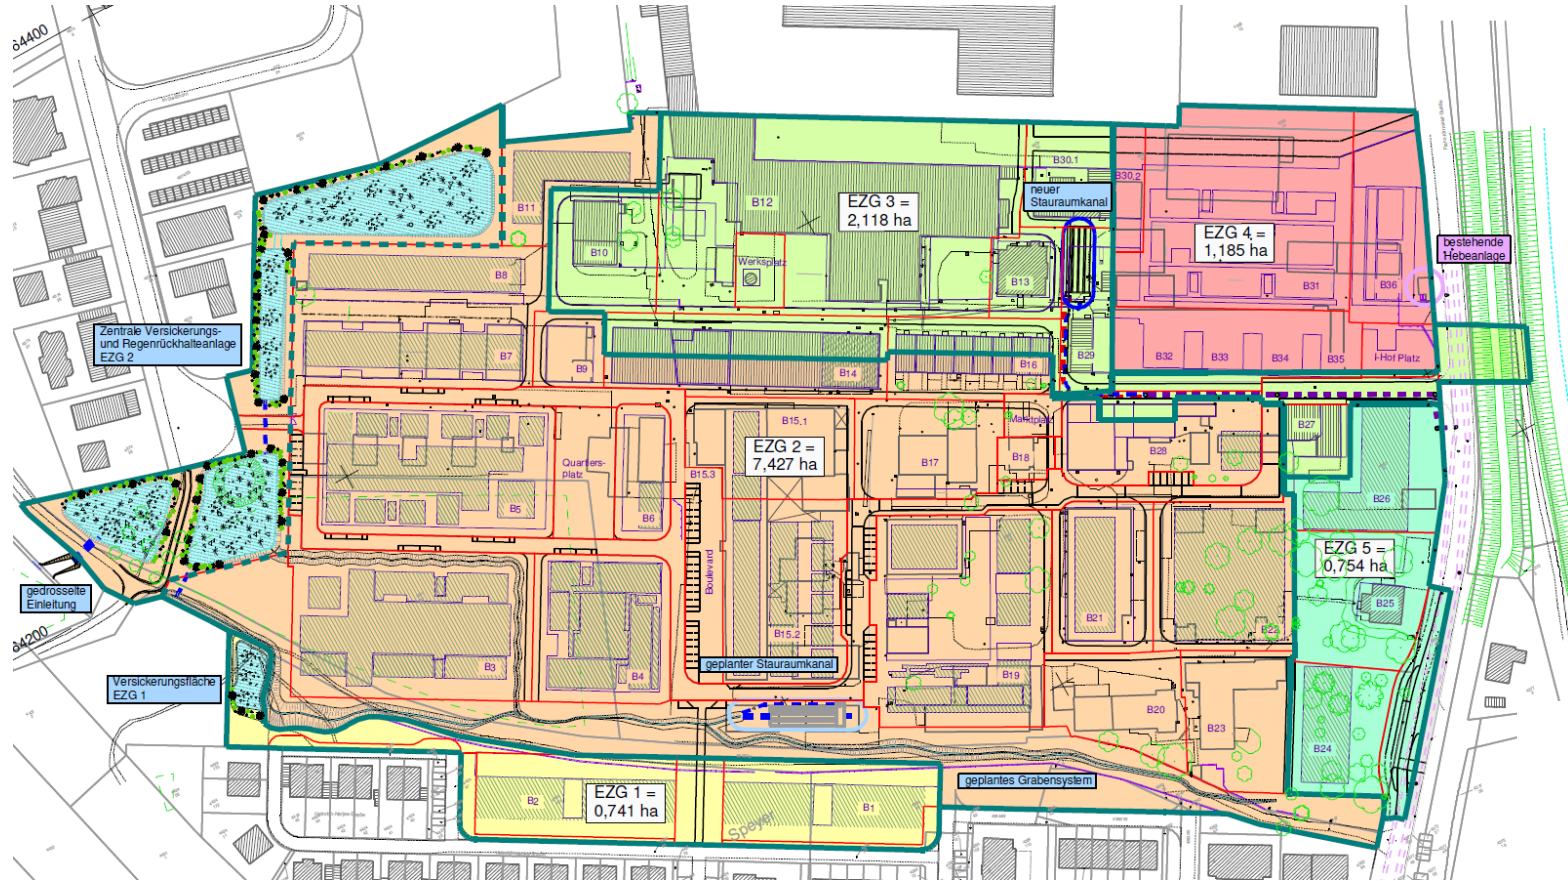 64400
B30.1
B30.2
neuer
Stauraumkanal
B11
B12
EZG 3 =
2,118 ha
EZG 4 =
1,185 ha
bestehende
Hebeanlage
B10
Werksplatz
B13
B8
B31
B36
Zentrale Versickerungs-
und Regenrückhalteanlage
EZG 2
B7
B9
B14
B16
B29
B32
B33
B34
B35
I-Hof Platz
B15.1
Marktplatz
B27
EZG 2 =
7,427 ha
B17
B18
B28
Quartiers-
platz
B15.3
B26
B5
B6
EZG 5 =
0,754 ha
Boulevard
gedrosselte
Einleitung
B25
B21
B22
64200
B15.2
geplanter Stauraumkanal
B3
B4
B19
Versickerungsfläche
EZG 1
B20
B23
B24
geplantes Grabensystem
EZG 1 =
0,741 ha
B2
B1
Speyer